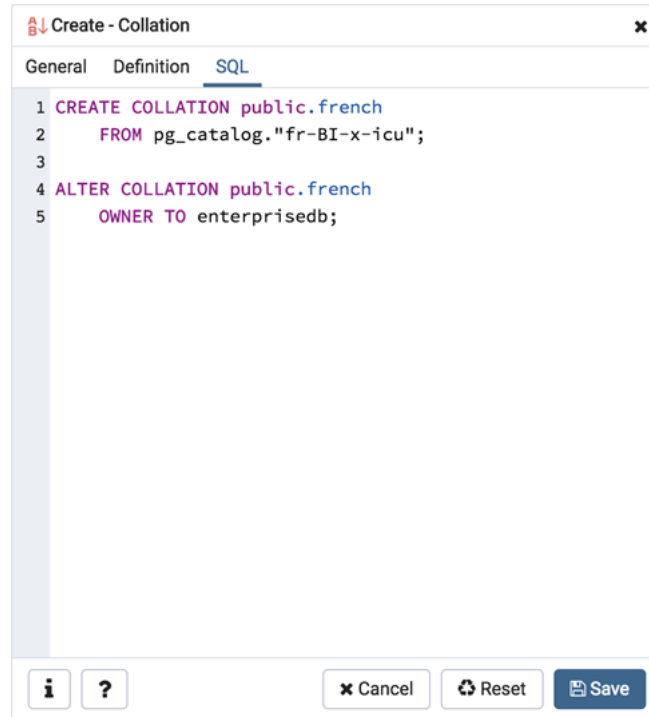 Create - Collation
General Definition SQL
1 CREATE COLLATION public.french
2 FROM pg_catalog."fr-BI-x-icu";
3
4 ALTER COLLATION public.french
5 OWNER TO enterprisedb;
i ? Cancel Reset Save